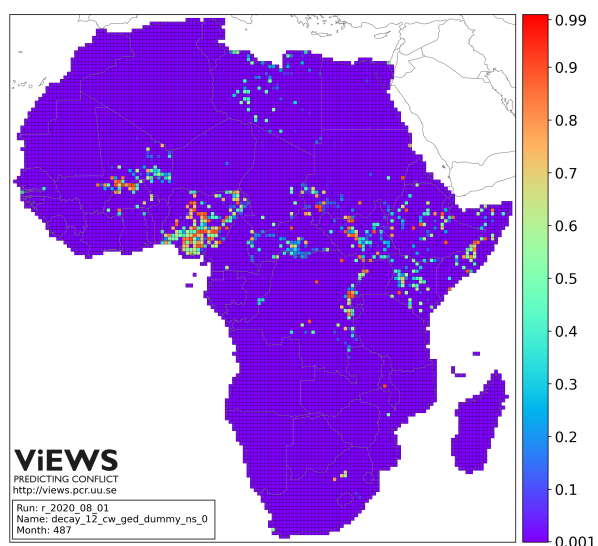 0.99
0.9
0.8
0.7
0.6
0.5
0.4
0.3
0.2
0.1
0.001
ViEWS
PREDICTING CONFLICT
http://views.pcr.uu.se
Run: r_2020_08_01
Name: decay_12_cw_ged_dummy_ns_0
Month: 487